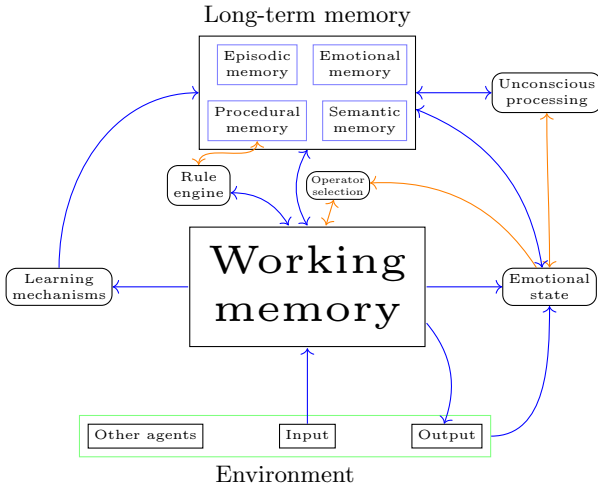 Long-term memory
Episodic
memory
Emotional
memory
Procedural
memory
Semantic
memory
Unconscious
processing
Rule
engine
Operator
selection
Working
memory
Learning
mechanisms
Emotional
state
Other agents
Input
Output
Environment